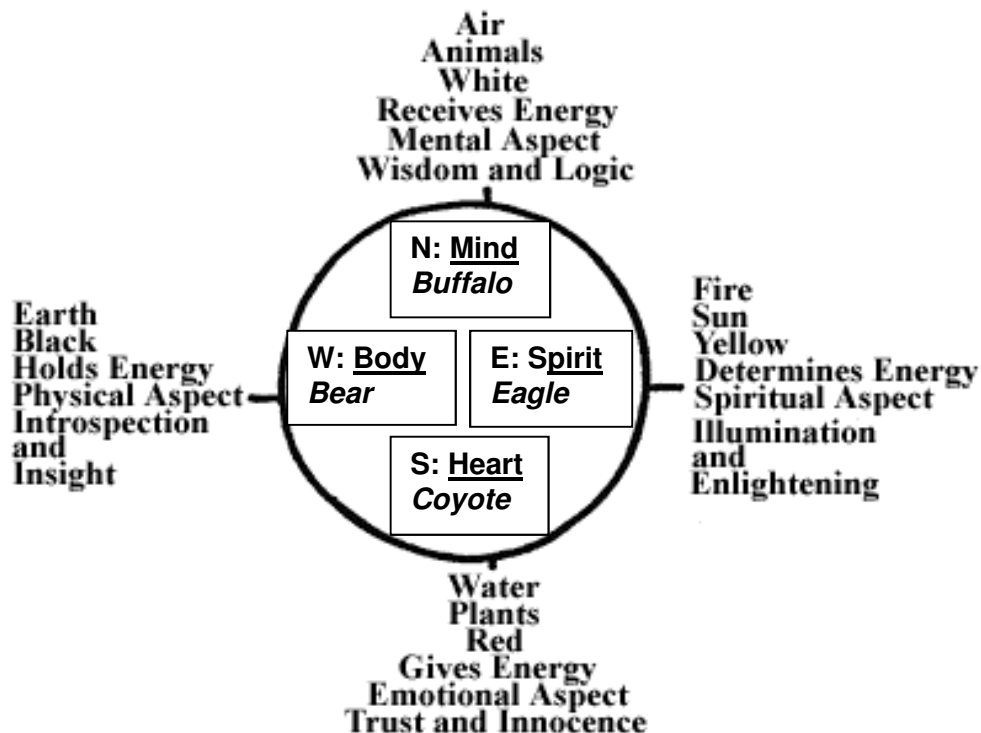 Air
Animals
White
Receives Energy
Mental Aspect
Wisdom and Logic
N: Mind
Buffalo
Earth
Black
Holds Energy
Physical Aspect
Introspection
and
Insight
W: Body
Bear
E: Spirit
Eagle
Fire
Sun
Yellow
Determines Energy
Spiritual Aspect
Illumination
and
Enlightening
S: Heart
Coyote
Water
Plants
Red
Gives Energy
Emotional Aspect
Trust and Innocence